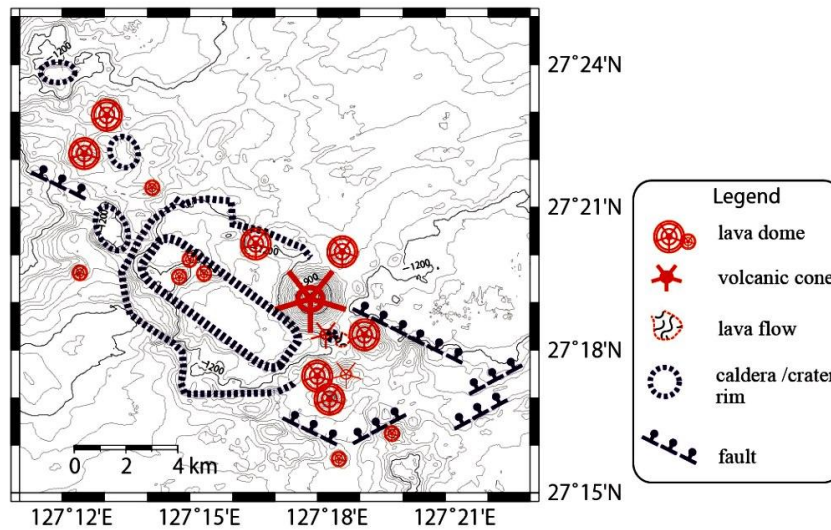 27°24'N
27°21'N
27°18'N
27°15'N
-1200
1200
-1200
900
-1200
-1200
0 2 4 km
127°12'E 127°15'E 127°18'E 127°21'E
Legend
lava dome
volcanic cone
lava flow
caldera /crater
rim
fault